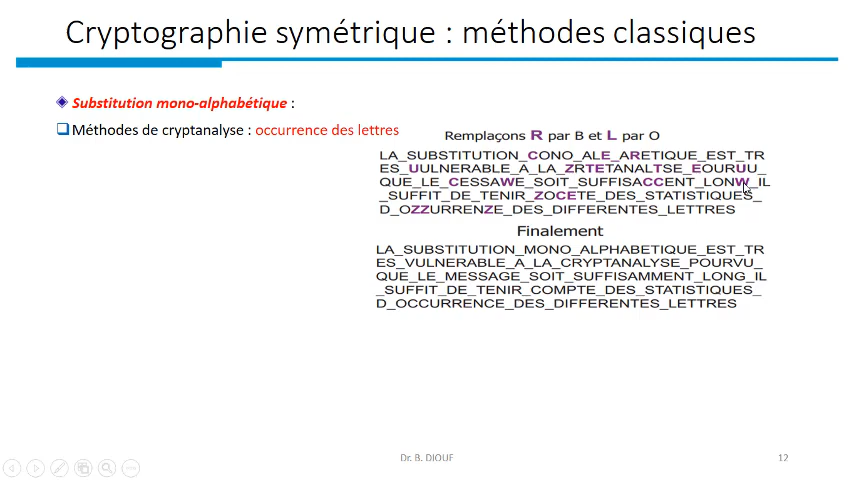 Cryptographie symétrique : méthodes classiques
Substitution mono-alphabétique :
Méthodes de cryptanalyse : occurrence des lettres
Remplaçons R par B et L par O
LA_SUBSTITUTION_CONO_ALE_ARETIQUE_EST_TR
ES_UULNERABLE_A_LA_ZRTETANALTSE_EOURUU_
QUE_LE_CESSAWE_SOIT_SUFFISACCENT_LONW_IL
_SUFFIT_DE_TENIR_ZOCETE_DES_STATISTIQUES_
D_OZZURRENZE_DES_DIFFERENTES_LETTRES
Finalement
LA_SUBSTITUTION_MONO_ALPHABETIQUE_EST_TR
ES_VULNERABLE_A_LA_CRYPTANALYSE_POURVU_
QUE_LE_MESSAGE_SOIT_SUFFISAMMENT_LONG_IL
_SUFFIT_DE_TENIR_COMPTE_DES_STATISTIQUES_
D_OCCURRENCE_DES_DIFFERENTES_LETTRES
Dr. B. DIOUF
12